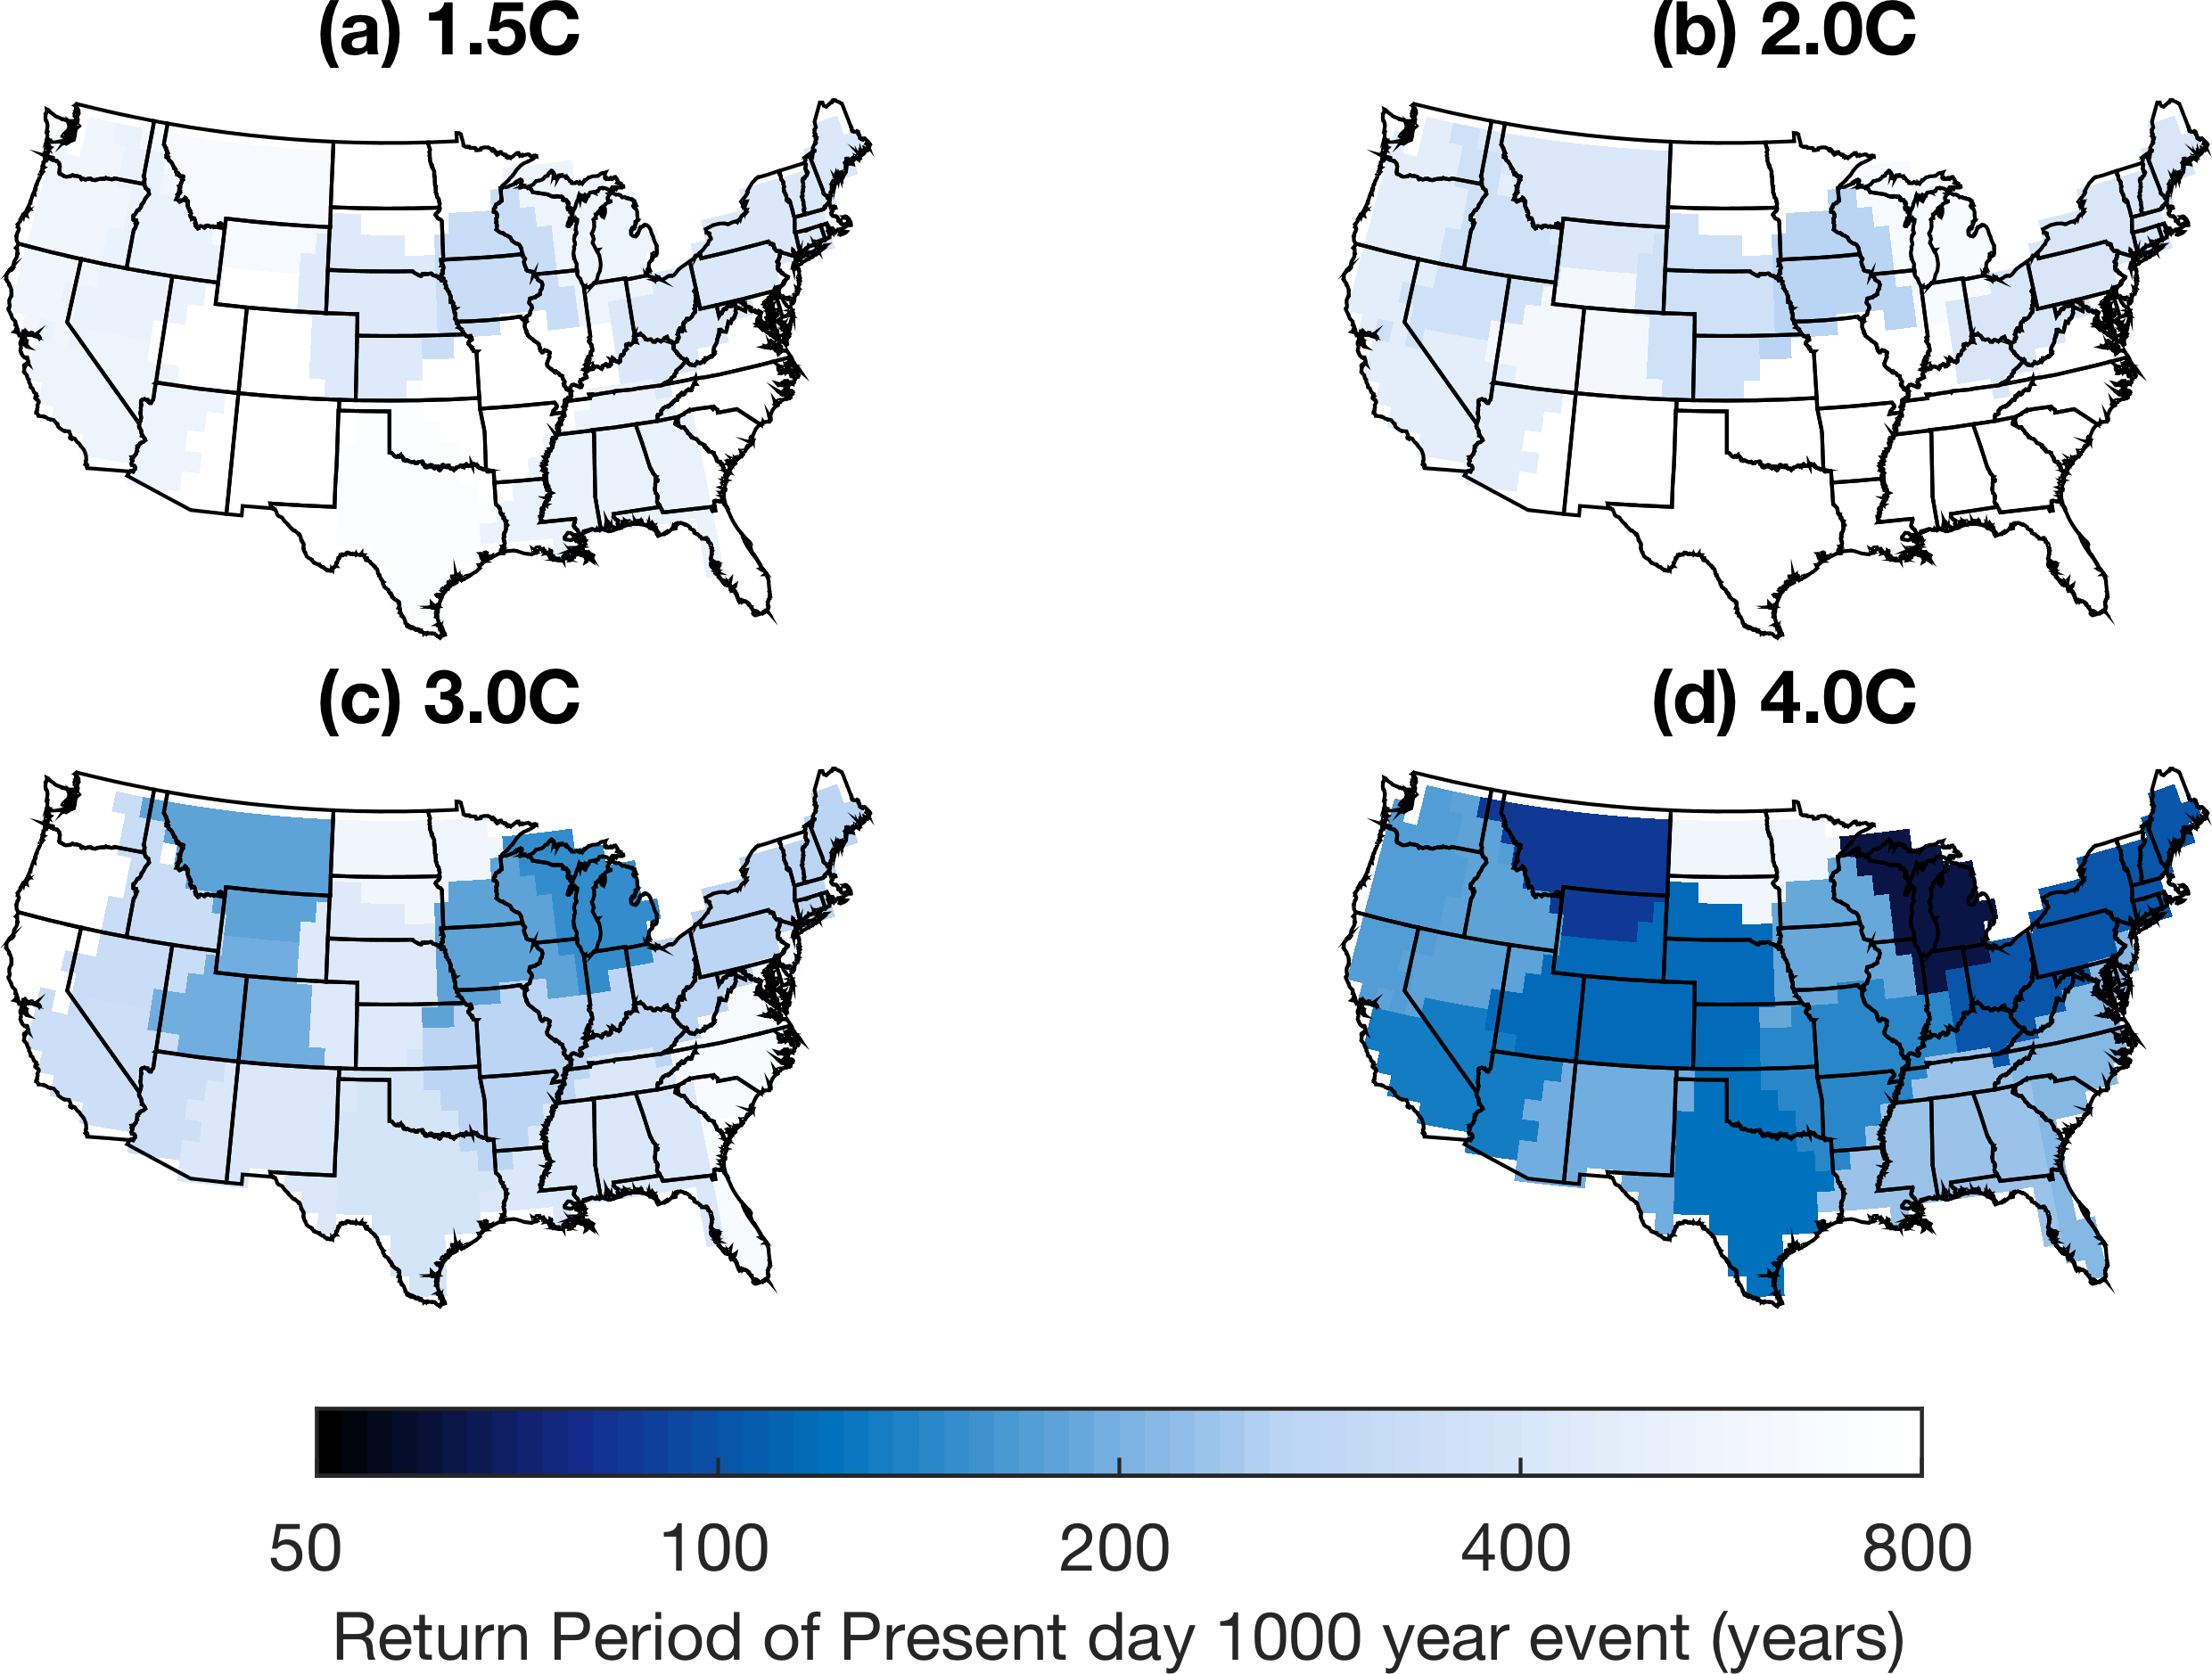 (a) 1.5C
(b) 2.0C
(c) 3.0C
(d) 4.0C
50 100 200 400 800
Return Period of Present day 1000 year event (years)